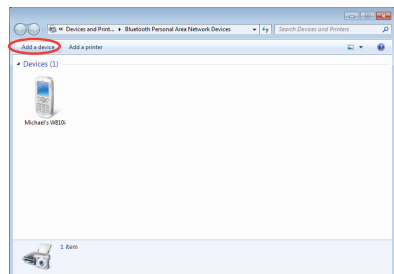 « Devices and Print... ▸ Bluetooth Personal Area Network Devices
Search Devices and Printers
Add a device Add a printer
Devices (1)
Michael's W810i
1 item